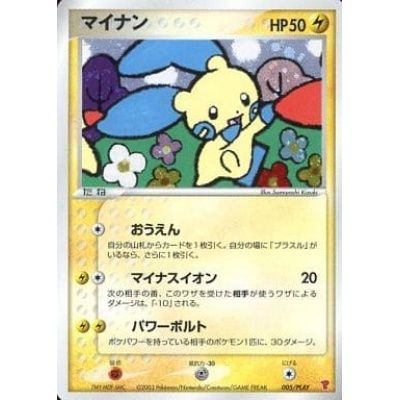 マイナン HP50
たね
Illus. Sumiyoshi Kizuki
おうえん
自分の山札からカードを1枚引く。自分の場に「プラスル」が
いるなら、さらに1枚引く。
マイナスイオン 20
次の相手の番、このワザを受けた相手が使うワザによる
ダメージは、「-10」される。
パワーボルト
ポケパワーを持っている相手のポケモン1匹に、30ダメージ。
弱点 抵抗力 -30 にげる
©2003 Pokémon/Nintendo/Creatures/GAME FREAK. 005/PLAY